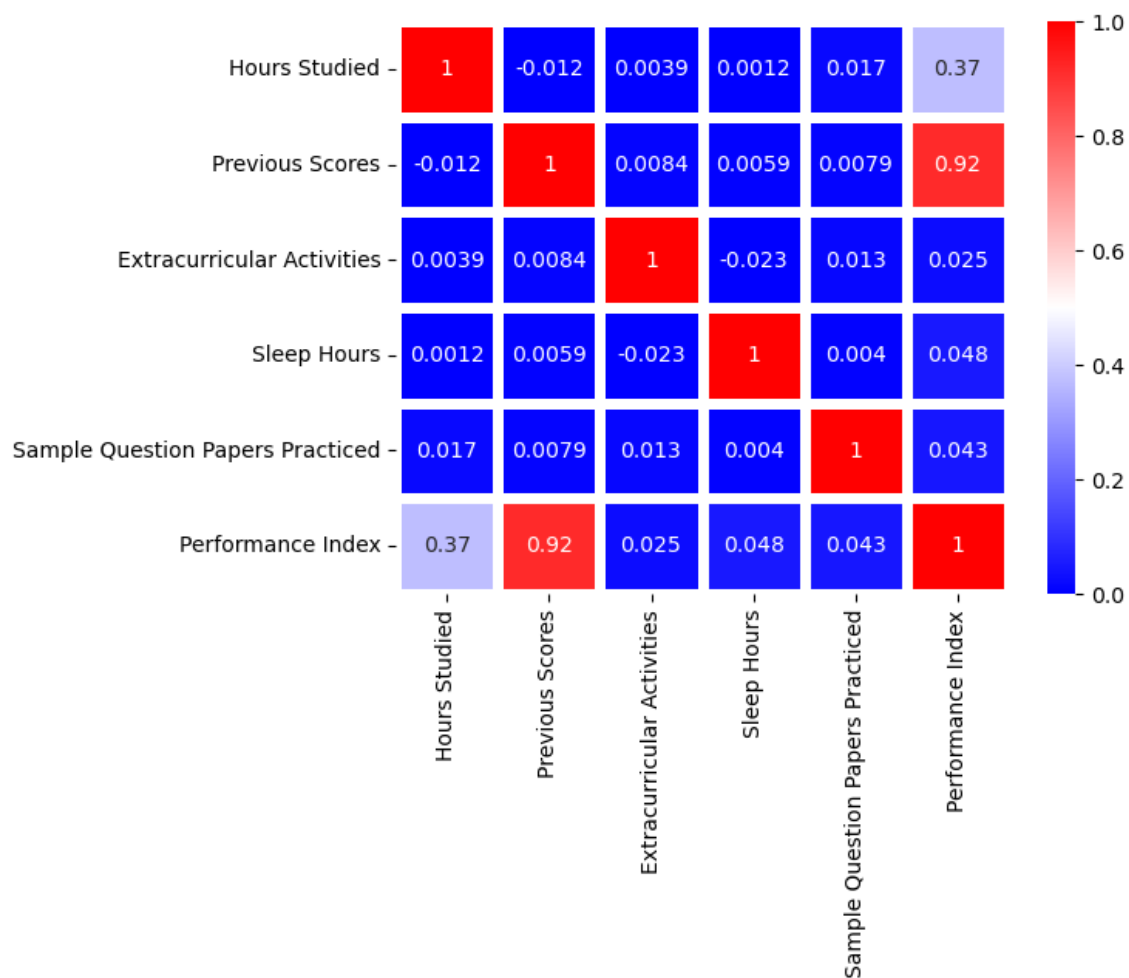 Hours Studied 1 -0.012 0.0039 0.0012 0.017 0.37
Previous Scores -0.012 1 0.0084 0.0059 0.0079 0.92
Extracurricular Activities 0.0039 0.0084 1 -0.023 0.013 0.025
Sleep Hours 0.0012 0.0059 -0.023 1 0.004 0.048
Sample Question Papers Practiced 0.017 0.0079 0.013 0.004 1 0.043
Performance Index 0.37 0.92 0.025 0.048 0.043 1
Hours Studied
Previous Scores
Extracurricular Activities
Sleep Hours
Sample Question Papers Practiced
Performance Index
1.0
0.8
0.6
0.4
0.2
0.0